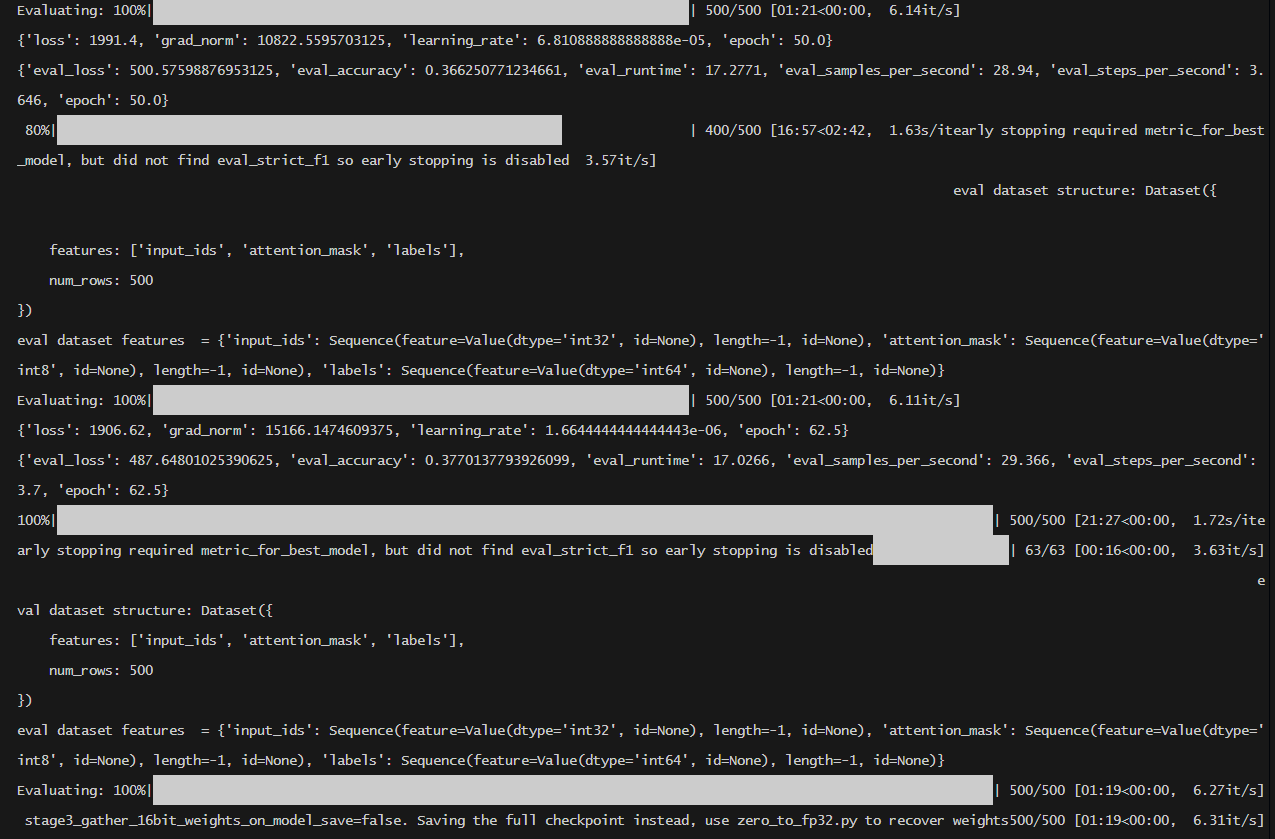 Evaluating: 100%| | 500/500 [01:21<00:00, 6.14it/s]
{'loss': 1991.4, 'grad_norm': 10822.5595703125, 'learning_rate': 6.810888888888888e-05, 'epoch': 50.0}
{'eval_loss': 500.57598876953125, 'eval_accuracy': 0.366250771234661, 'eval_runtime': 17.2771, 'eval_samples_per_second': 28.94, 'eval_steps_per_second': 3.
646, 'epoch': 50.0}
80%| | 400/500 [16:57<02:42, 1.63s/itearly stopping required metric_for_best
_model, but did not find eval_strict_f1 so early stopping is disabled 3.57it/s]
eval dataset structure: Dataset({
features: ['input_ids', 'attention_mask', 'labels'],
num_rows: 500
})
eval dataset features = {'input_ids': Sequence(feature=Value(dtype='int32', id=None), length=-1, id=None), 'attention_mask': Sequence(feature=Value(dtype='
int8', id=None), length=-1, id=None), 'labels': Sequence(feature=Value(dtype='int64', id=None), length=-1, id=None)}
Evaluating: 100%| | 500/500 [01:21<00:00, 6.11it/s]
{'loss': 1906.62, 'grad_norm': 15166.1474609375, 'learning_rate': 1.6644444444444443e-06, 'epoch': 62.5}
{'eval_loss': 487.64801025390625, 'eval_accuracy': 0.3770137793926099, 'eval_runtime': 17.0266, 'eval_samples_per_second': 29.366, 'eval_steps_per_second':
3.7, 'epoch': 62.5}
100%| | 500/500 [21:27<00:00, 1.72s/ite
arly stopping required metric_for_best_model, but did not find eval_strict_f1 so early stopping is disabled | 63/63 [00:16<00:00, 3.63it/s]
e
val dataset structure: Dataset({
features: ['input_ids', 'attention_mask', 'labels'],
num_rows: 500
})
eval dataset features = {'input_ids': Sequence(feature=Value(dtype='int32', id=None), length=-1, id=None), 'attention_mask': Sequence(feature=Value(dtype='
int8', id=None), length=-1, id=None), 'labels': Sequence(feature=Value(dtype='int64', id=None), length=-1, id=None)}
Evaluating: 100%| | 500/500 [01:19<00:00, 6.27it/s]
stage3_gather_16bit_weights_on_model_save=false. Saving the full checkpoint instead, use zero_to_fp32.py to recover weights500/500 [01:19<00:00, 6.31it/s]